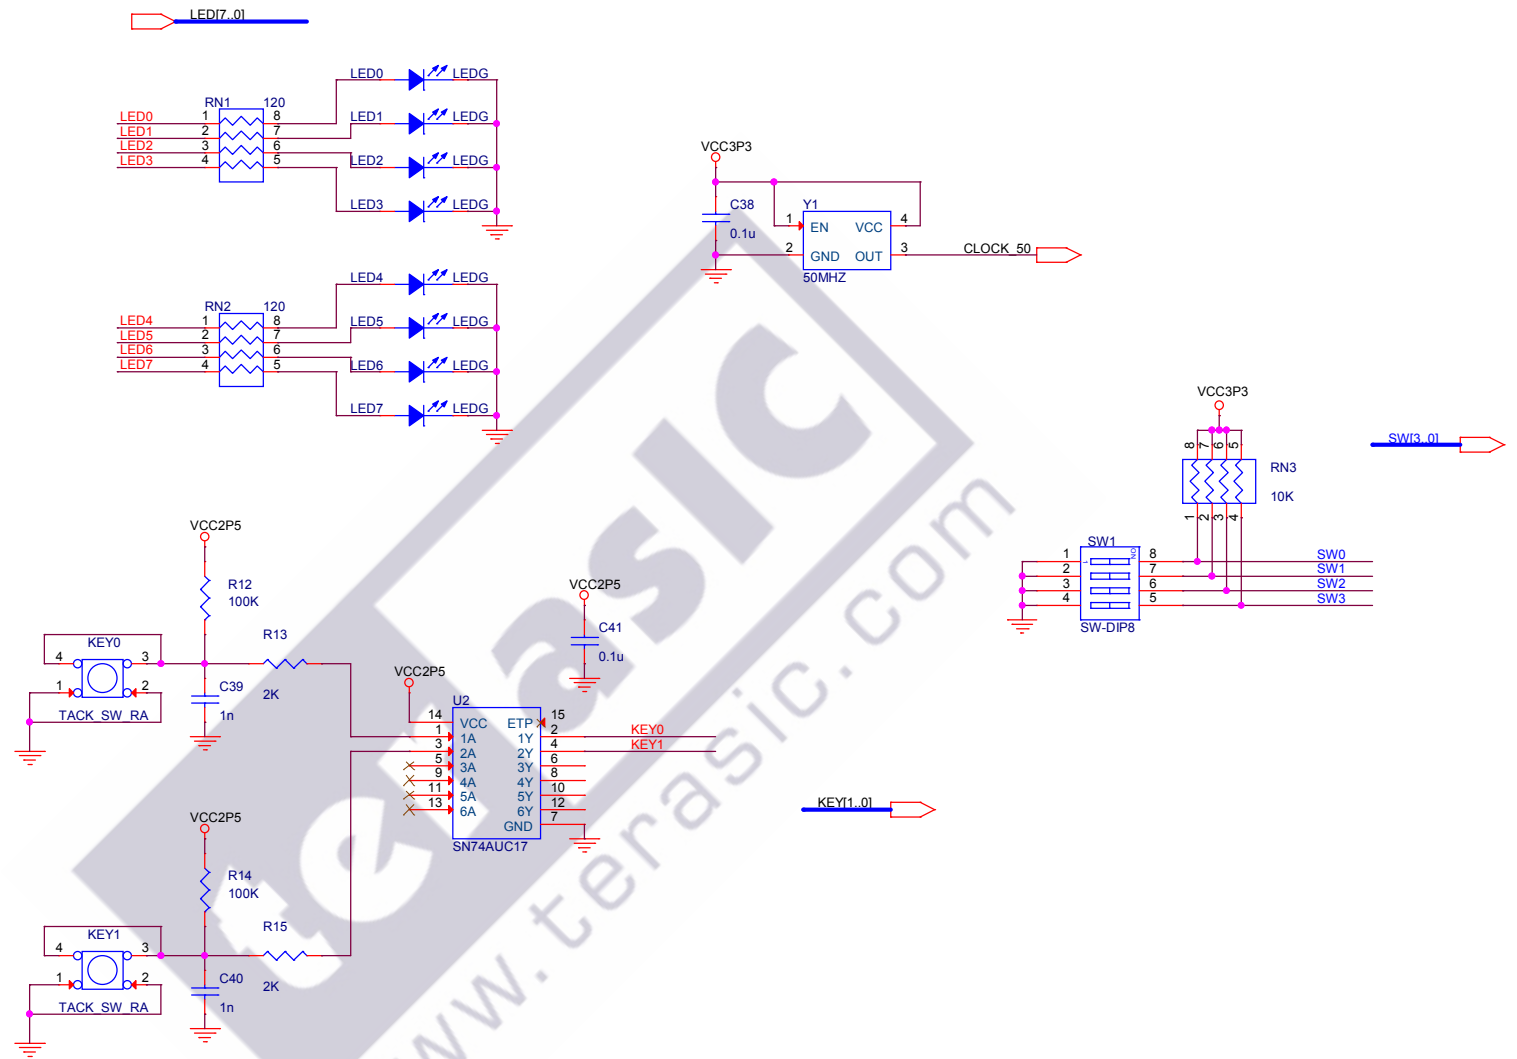 LED[7..0]
LED0 LEDG
RN1 120
LED0 1 8 LED1 LEDG
LED1 2 7
LED2 3 6 LED2 LEDG
LED3 4 5
LED3 LEDG
VCC3P3
C38 Y1
0.1u
1 EN VCC 4
2 GND OUT 3 CLOCK_50
50MHZ
LED4 LEDG
RN2 120
LED4 1 8 LED5 LEDG
LED5 2 7
LED6 3 6 LED6 LEDG
LED7 4 5
LED7 LEDG
VCC3P3
SW[3..0]
8 7 6 5
RN3
10K
1 2 3 4
SW1
ON
1
1 8 SW0
2 7 SW1
3 6 SW2
4 5 SW3
SW-DIP8
VCC2P5
R12
100K
KEY0 R13
4 3
1 2 2K
C39
TACK_SW_RA 1n
VCC2P5
C41
0.1u
VCC2P5
U2
14 VCC ETP 15
1 1A 1Y 2 KEY0
3 2A 2Y 4 KEY1
5 3A 3Y 6
9 4A 4Y 8
11 5A 5Y 10
13 6A 6Y 12
GND 7
SN74AUC17
KEY[1..0]
VCC2P5
R14
100K
KEY1 R15
4 3
1 2 2K
C40
TACK_SW_RA 1n
terasic
www.terasic.com